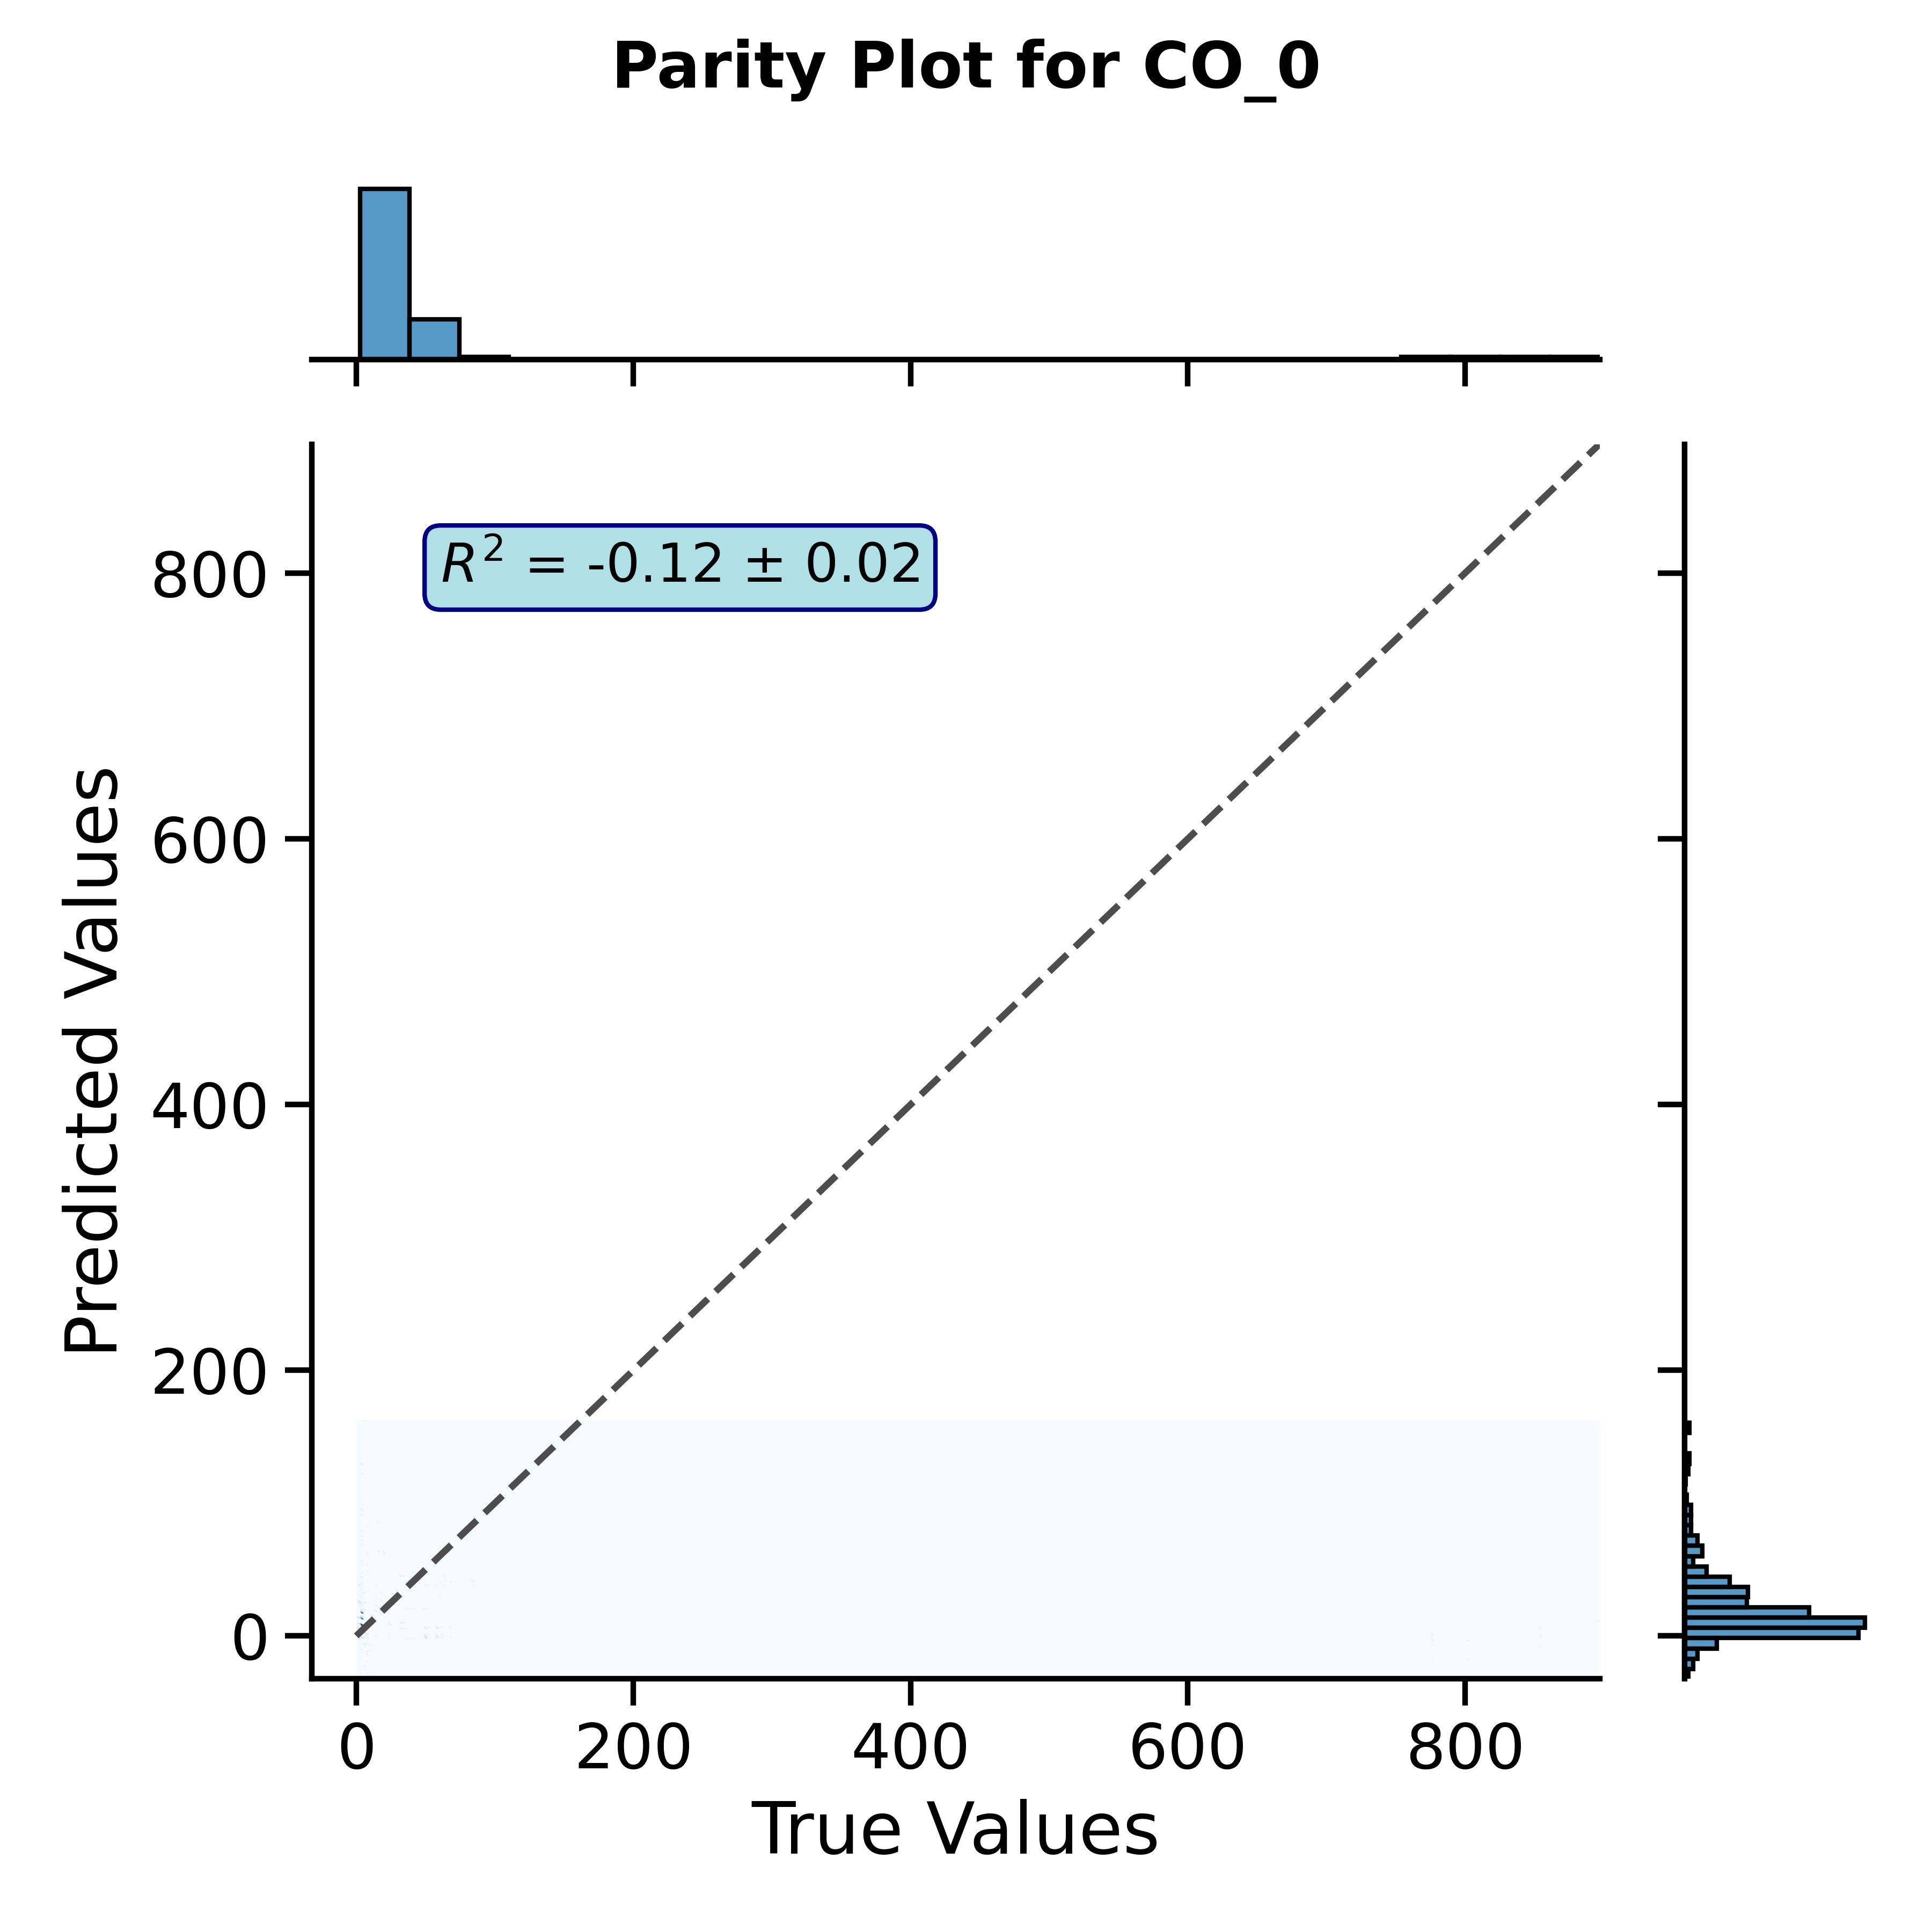 Parity Plot for CO_0
R² = -0.12 ± 0.02
800
600
400
200
0
Predicted Values
0 200 400 600 800
True Values